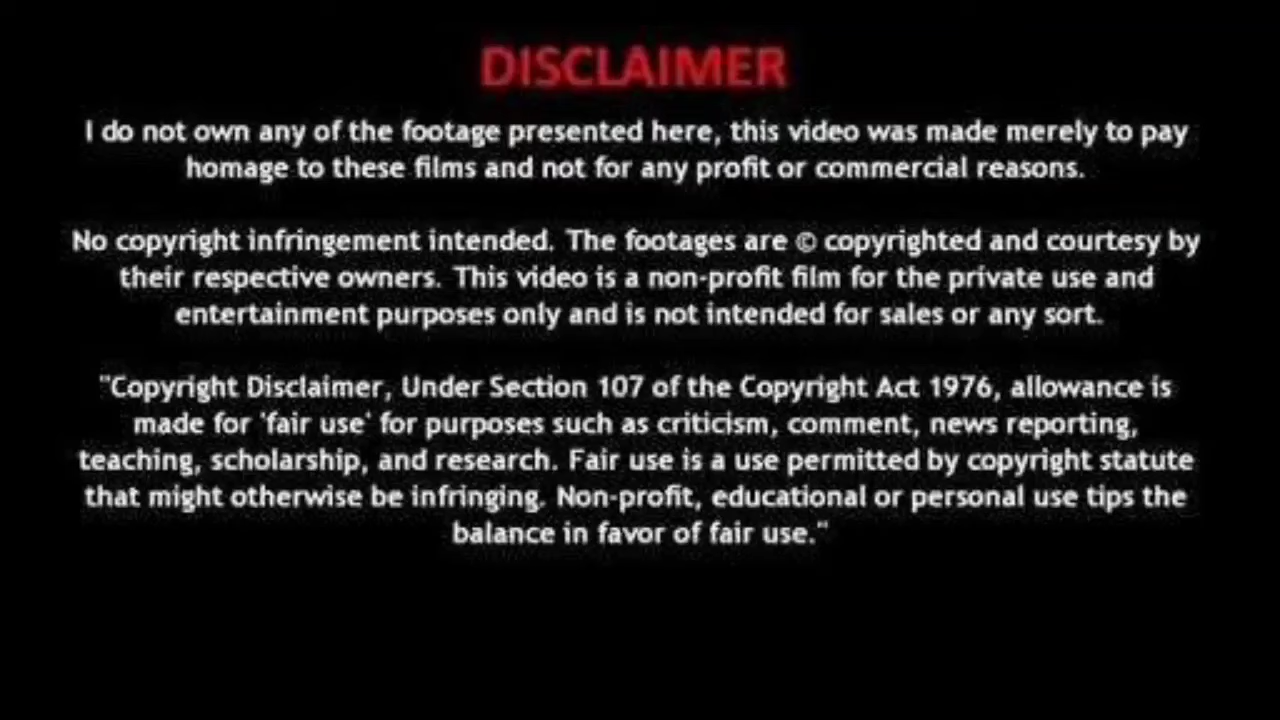 DISCLAIMER
I do not own any of the footage presented here, this video was made merely to pay
homage to these films and not for any profit or commercial reasons.
No copyright infringement intended. The footages are © copyrighted and courtesy by
their respective owners. This video is a non-profit film for the private use and
entertainment purposes only and is not intended for sales or any sort.
"Copyright Disclaimer, Under Section 107 of the Copyright Act 1976, allowance is
made for 'fair use' for purposes such as criticism, comment, news reporting,
teaching, scholarship, and research. Fair use is a use permitted by copyright statute
that might otherwise be infringing. Non-profit, educational or personal use tips the
balance in favor of fair use."